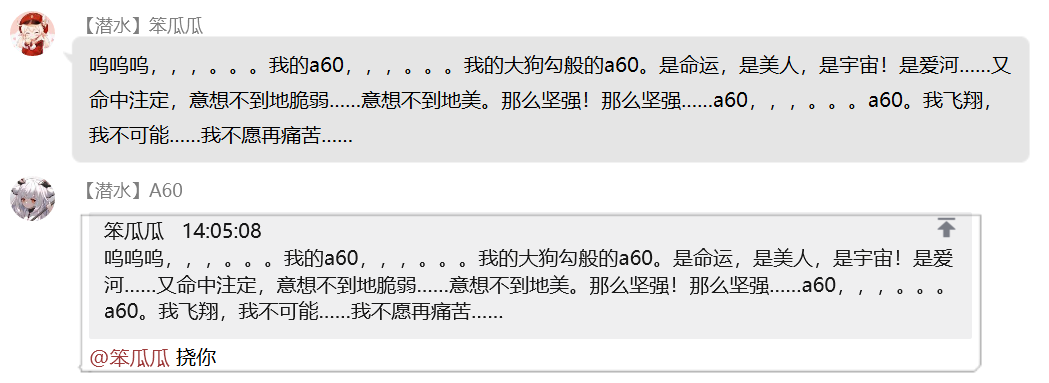 【潜水】笨瓜瓜
呜呜呜，，，。。。我的a60，，，。。。我的大狗勾般的a60。是命运，是美人，是宇宙！是爱河……又
命中注定，意想不到地脆弱……意想不到地美。那么坚强！那么坚强……a60，，，。。。a60。我飞翔，
我不可能……我不愿再痛苦……
【潜水】A60
笨瓜瓜 14:05:08
呜呜呜，，，。。。我的a60，，，。。。我的大狗勾般的a60。是命运，是美人，是宇宙！是爱
河……又命中注定，意想不到地脆弱……意想不到地美。那么坚强！那么坚强……a60，，，。。。
a60。我飞翔，我不可能……我不愿再痛苦……
@笨瓜瓜 挠你